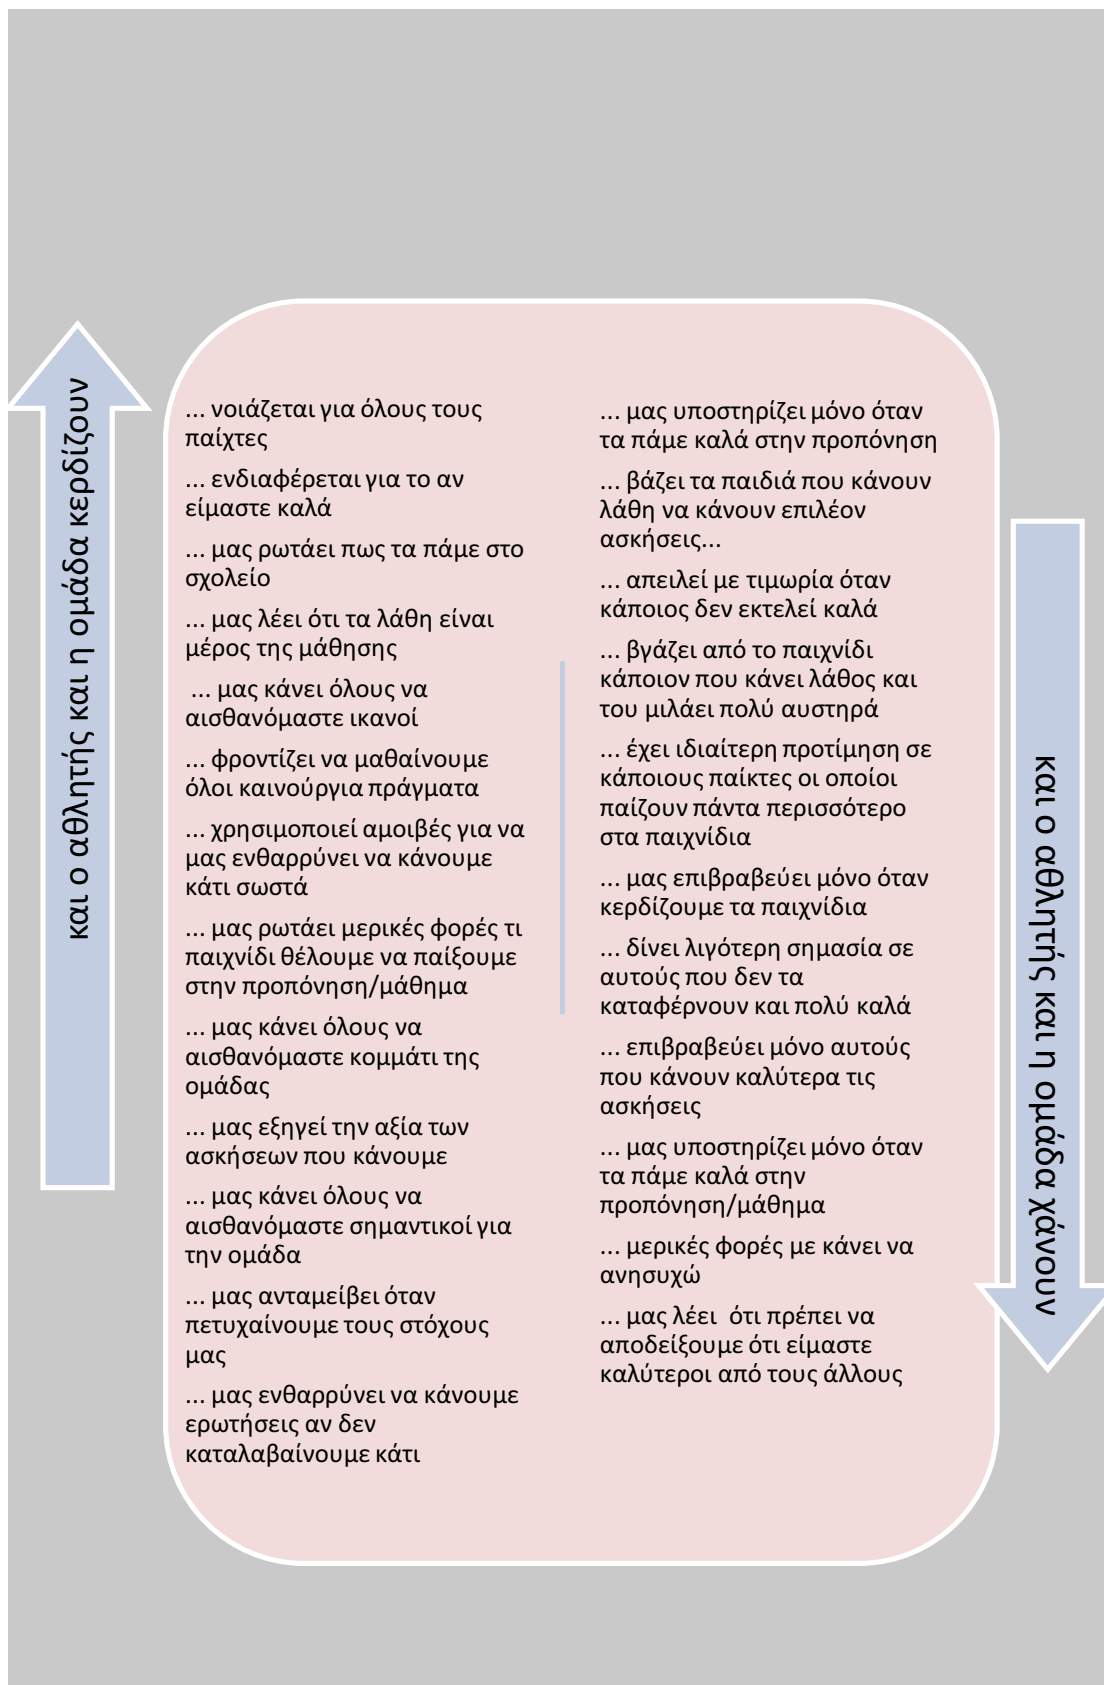 και ο αθλητής και η ομάδα κερδίζουν
... νοιάζεται για όλους τους
παίχτες
... ενδιαφέρεται για το αν
είμαστε καλά
... μας ρωτάει πως τα πάμε στο
σχολείο
... μας λέει ότι τα λάθη είναι
μέρος της μάθησης
... μας κάνει όλους να
αισθανόμαστε ικανοί
... φροντίζει να μαθαίνουμε
όλοι καινούργια πράγματα
... χρησιμοποιεί αμοιβές για να
μας ενθαρρύνει να κάνουμε
κάτι σωστά
... μας ρωτάει μερικές φορές τι
παιχνίδι θέλουμε να παίξουμε
στην προπόνηση/μάθημα
... μας κάνει όλους να
αισθανόμαστε κομμάτι της
ομάδας
... μας εξηγεί την αξία των
ασκήσεων που κάνουμε
... μας κάνει όλους να
αισθανόμαστε σημαντικοί για
την ομάδα
... μας ανταμείβει όταν
πετυχαίνουμε τους στόχους
μας
... μας ενθαρρύνει να κάνουμε
ερωτήσεις αν δεν
καταλαβαίνουμε κάτι
... μας υποστηρίζει μόνο όταν
τα πάμε καλά στην προπόνηση
... βάζει τα παιδιά που κάνουν
λάθη να κάνουν επιλέον
ασκήσεις...
... απειλεί με τιμωρία όταν
κάποιος δεν εκτελεί καλά
... βγάζει από το παιχνίδι
κάποιον που κάνει λάθος και
του μιλάει πολύ αυστηρά
... έχει ιδιαίτερη προτίμηση σε
κάποιους παίκτες οι οποίοι
παίζουν πάντα περισσότερο
στα παιχνίδια
... μας επιβραβεύει μόνο όταν
κερδίζουμε τα παιχνίδια
... δίνει λιγότερη σημασία σε
αυτούς που δεν τα
καταφέρνουν και πολύ καλά
... επιβραβεύει μόνο αυτούς
που κάνουν καλύτερα τις
ασκήσεις
... μας υποστηρίζει μόνο όταν
τα πάμε καλά στην
προπόνηση/μάθημα
... μερικές φορές με κάνει να
ανησυχώ
... μας λέει ότι πρέπει να
αποδείξουμε ότι είμαστε
καλύτεροι από τους άλλους
και ο αθλητής και η ομάδα χάνουν